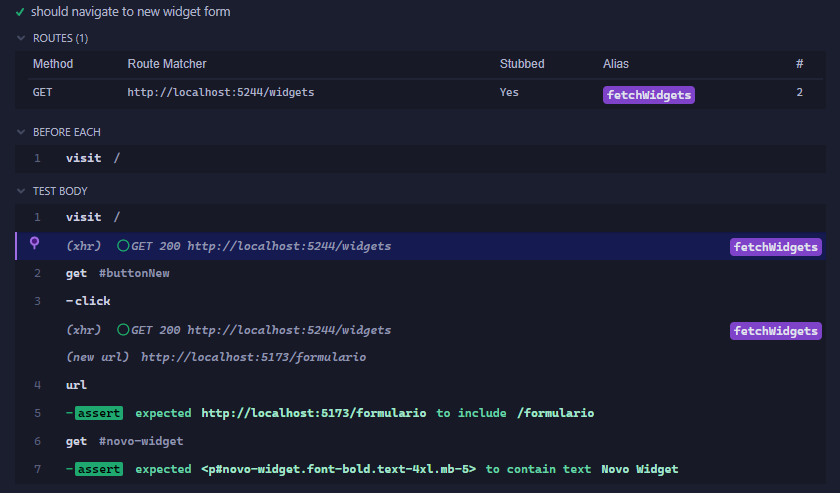 should navigate to new widget form
ROUTES (1)
Method Route Matcher Stubbed Alias #
GET http://localhost:5244/widgets Yes fetchWidgets 2
BEFORE EACH
1 visit /
TEST BODY
1 visit /
(xhr) GET 200 http://localhost:5244/widgets fetchWidgets
2 get #buttonNew
3 -click
(xhr) GET 200 http://localhost:5244/widgets fetchWidgets
(new url) http://localhost:5173/formulario
4 url
5 -assert expected http://localhost:5173/formulario to include /formulario
6 get #novo-widget
7 -assert expected <p#novo-widget.font-bold.text-4xl.mb-5> to contain text Novo Widget